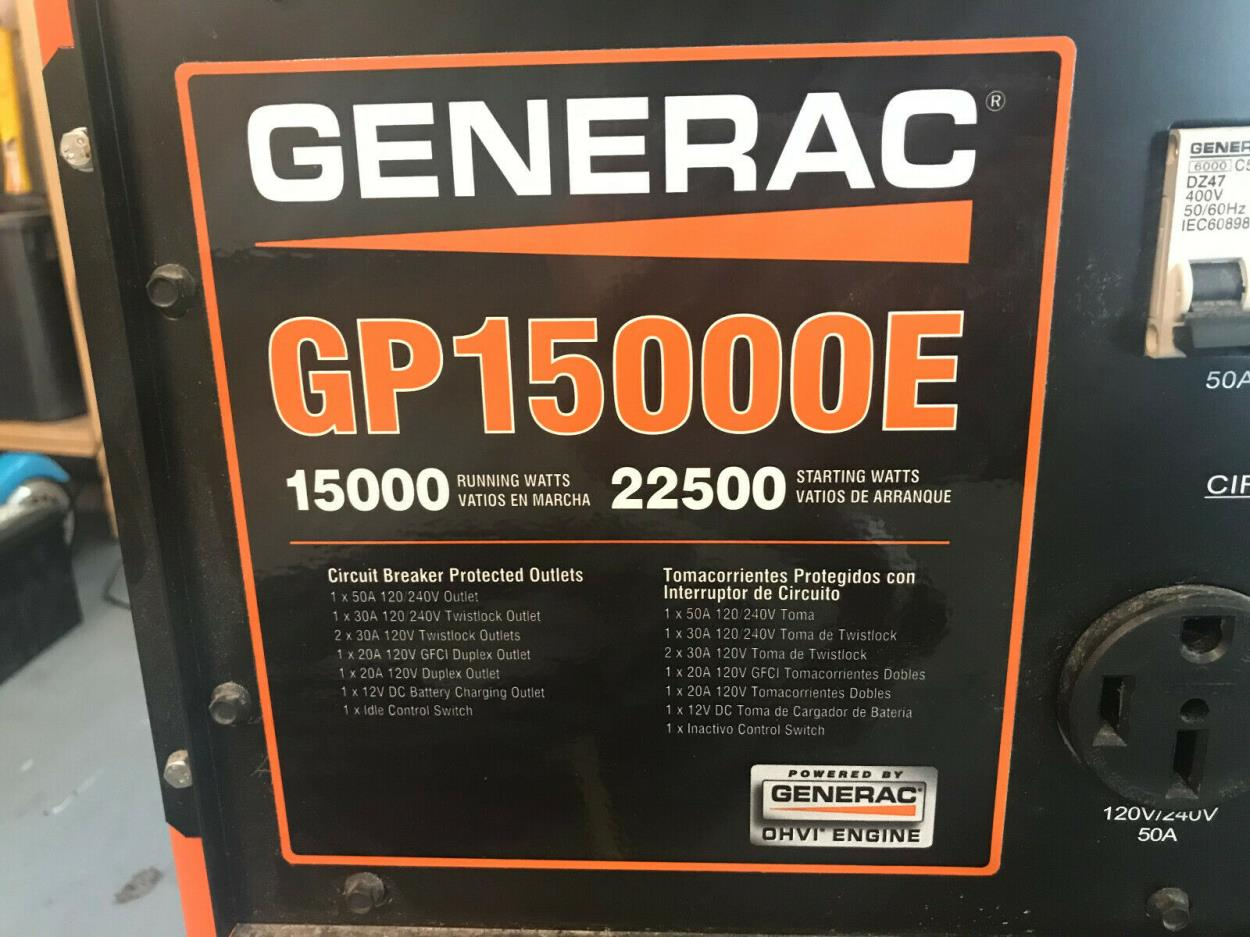 GENERAC®
GP15000E
15000 RUNNING WATTS
VATIOS EN MARCHA
22500 STARTING WATTS
VATIOS DE ARRANQUE
Circuit Breaker Protected Outlets
1 x 50A 120/240V Outlet
1 x 30A 120/240V Twistlock Outlet
2 x 30A 120V Twistlock Outlets
1 x 20A 120V GFCI Duplex Outlet
1 x 20A 120V Duplex Outlet
1 x 12V DC Battery Charging Outlet
1 x Idle Control Switch
Tomacorrientes Protegidos con
Interruptor de Circuito
1 x 50A 120/240V Toma
1 x 30A 120/240V Toma de Twistlock
2 x 30A 120V Toma de Twistlock
1 x 20A 120V GFCI Tomacorrientes Dobles
1 x 20A 120V Tomacorrientes Dobles
1 x 12V DC Toma de Cargador de Bateria
1 x Inactivo Control Switch
POWERED BY
GENERAC®
OHVI® ENGINE
GENER
6000 C5
DZ47
400V
50/60Hz
IEC60898
50A
CIR
120V/240V
50A